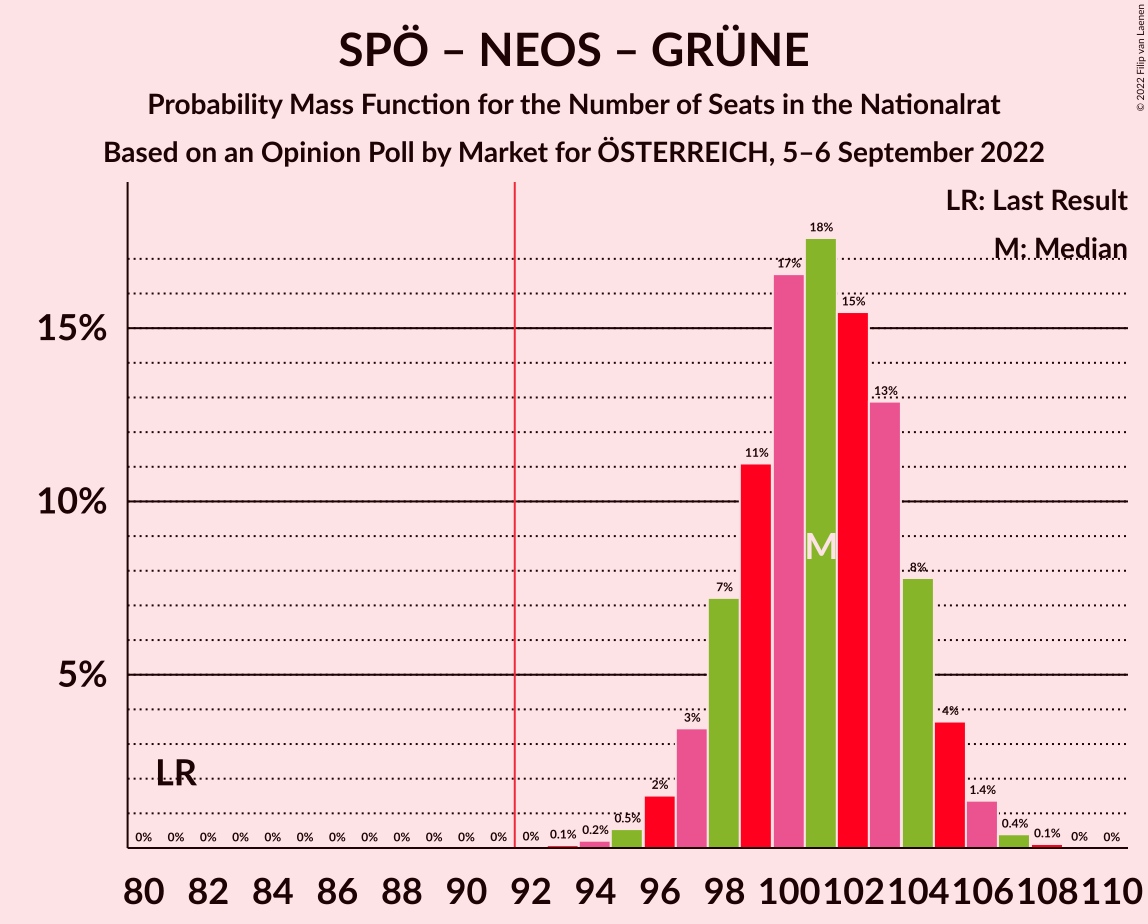 SPÖ – NEOS – GRÜNE
Probability Mass Function for the Number of Seats in the Nationalrat
Based on an Opinion Poll by Market for ÖSTERREICH, 5–6 September 2022
© 2022 Filip van Laenen
LR: Last Result
M: Median
18%
17%
15%
15%
13%
11%
10%
M
8%
7%
5%
4%
3%
LR
2%
1.4%
0% 0% 0% 0% 0% 0% 0% 0% 0% 0% 0% 0% 0% 0.1% 0.2% 0.5% 0.4% 0.1% 0% 0%
80 82 84 86 88 90 92 94 96 98 100 102 104 106 108 110